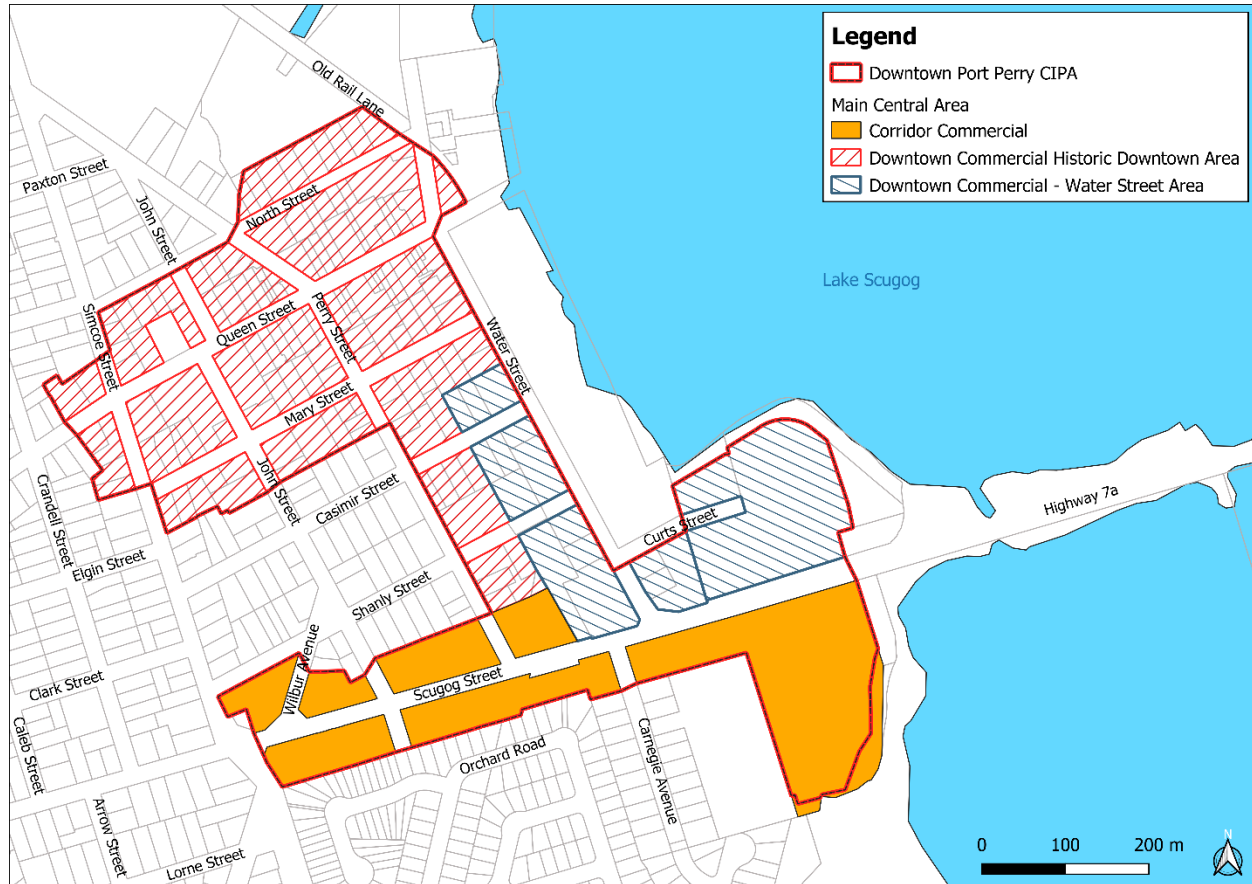 Legend
Downtown Port Perry CIPA
Main Central Area
Corridor Commercial
Downtown Commercial Historic Downtown Area
Downtown Commercial - Water Street Area
Old Rail Lane
Paxton Street
John Street
North Street
Simcoe Street
Queen Street
Perry Street
Water Street
Lake Scugog
Mary Street
John Street
Casimir Street
Crandell Street
Elgin Street
Shanly Street
Curts Street
Highway 7a
Wilbur Avenue
Scugog Street
Clark Street
Caleb Street
Orchard Road
Carnegie Avenue
Arrow Street
Lorne Street
0 100 200 m
N